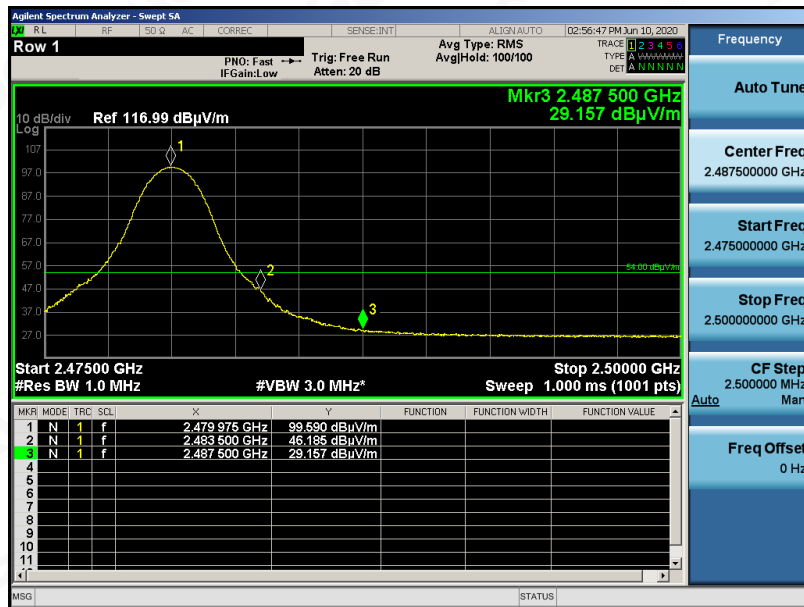 Agilent Spectrum Analyzer - Swept SA
LXI RL RF 50 Ω AC CORREC SENSE:INT ALIGN AUTO 02:56:47 PM Jun 10, 2020
Row 1
PNO: Fast
IFGain:Low
Trig: Free Run
Atten: 20 dB
Avg Type: RMS
Avg|Hold: 100/100
TRACE 1 2 3 4 5 6
TYPE A
DET A N N N N N
Mkr3 2.487 500 GHz
29.157 dBµV/m
10 dB/div Ref 116.99 dBµV/m
Log
107
97.0
87.0
77.0
67.0
57.0
47.0
37.0
27.0
1
2
3
54.00 dBµV/m
Start 2.47500 GHz Stop 2.50000 GHz
#Res BW 1.0 MHz #VBW 3.0 MHz* Sweep 1.000 ms (1001 pts)
MKR MODE TRC SCL X Y FUNCTION FUNCTION WIDTH FUNCTION VALUE
1 N 1 f 2.479 975 GHz 99.590 dBµV/m
2 N 1 f 2.483 500 GHz 46.185 dBµV/m
3 N 1 f 2.487 500 GHz 29.157 dBµV/m
4
5
6
7
8
9
10
11
MSG STATUS
Frequency
Auto Tune
Center Freq
2.487500000 GHz
Start Freq
2.475000000 GHz
Stop Freq
2.500000000 GHz
CF Step
2.500000 MHz
Auto Man
Freq Offset
0 Hz